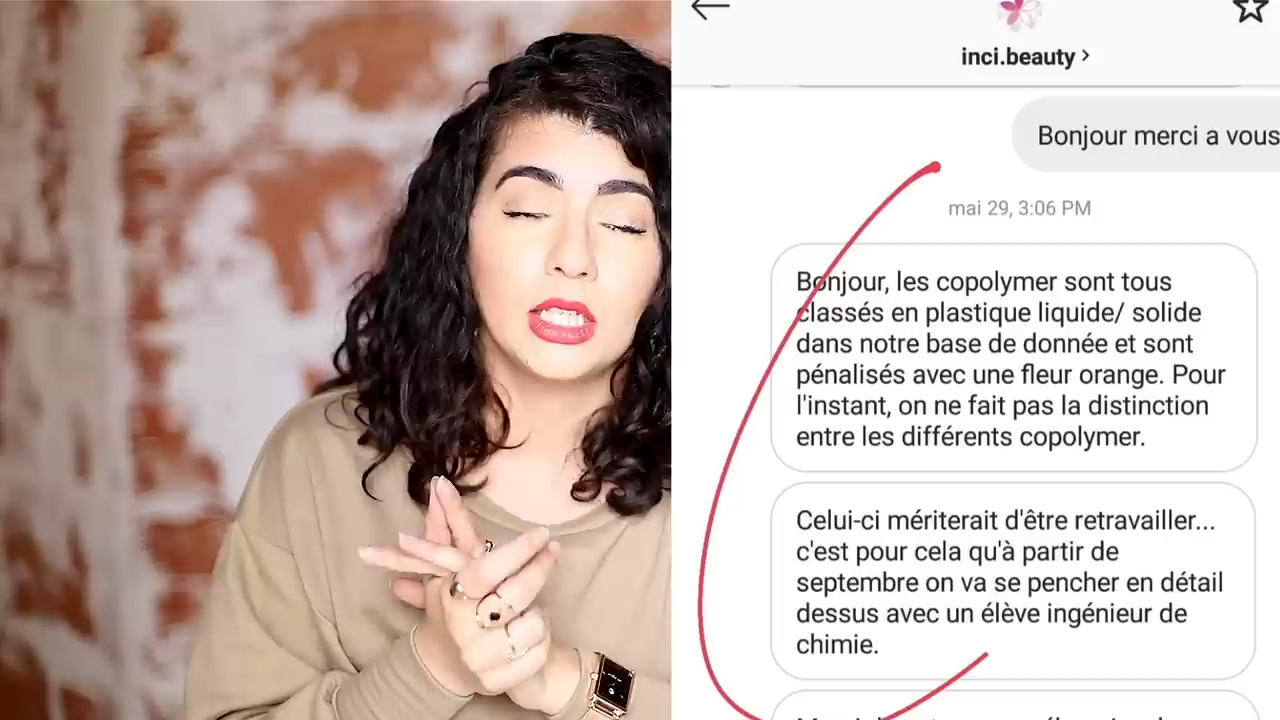 inci.beauty
Bonjour merci a vous
mai 29, 3:06 PM
Bonjour, les copolymer sont tous
classés en plastique liquide/ solide
dans notre base de donnée et sont
pénalisés avec une fleur orange. Pour
l'instant, on ne fait pas la distinction
entre les différents copolymer.
Celui-ci mériterait d'être retravailler...
c'est pour cela qu'à partir de
septembre on va se pencher en détail
dessus avec un élève ingénieur de
chimie.